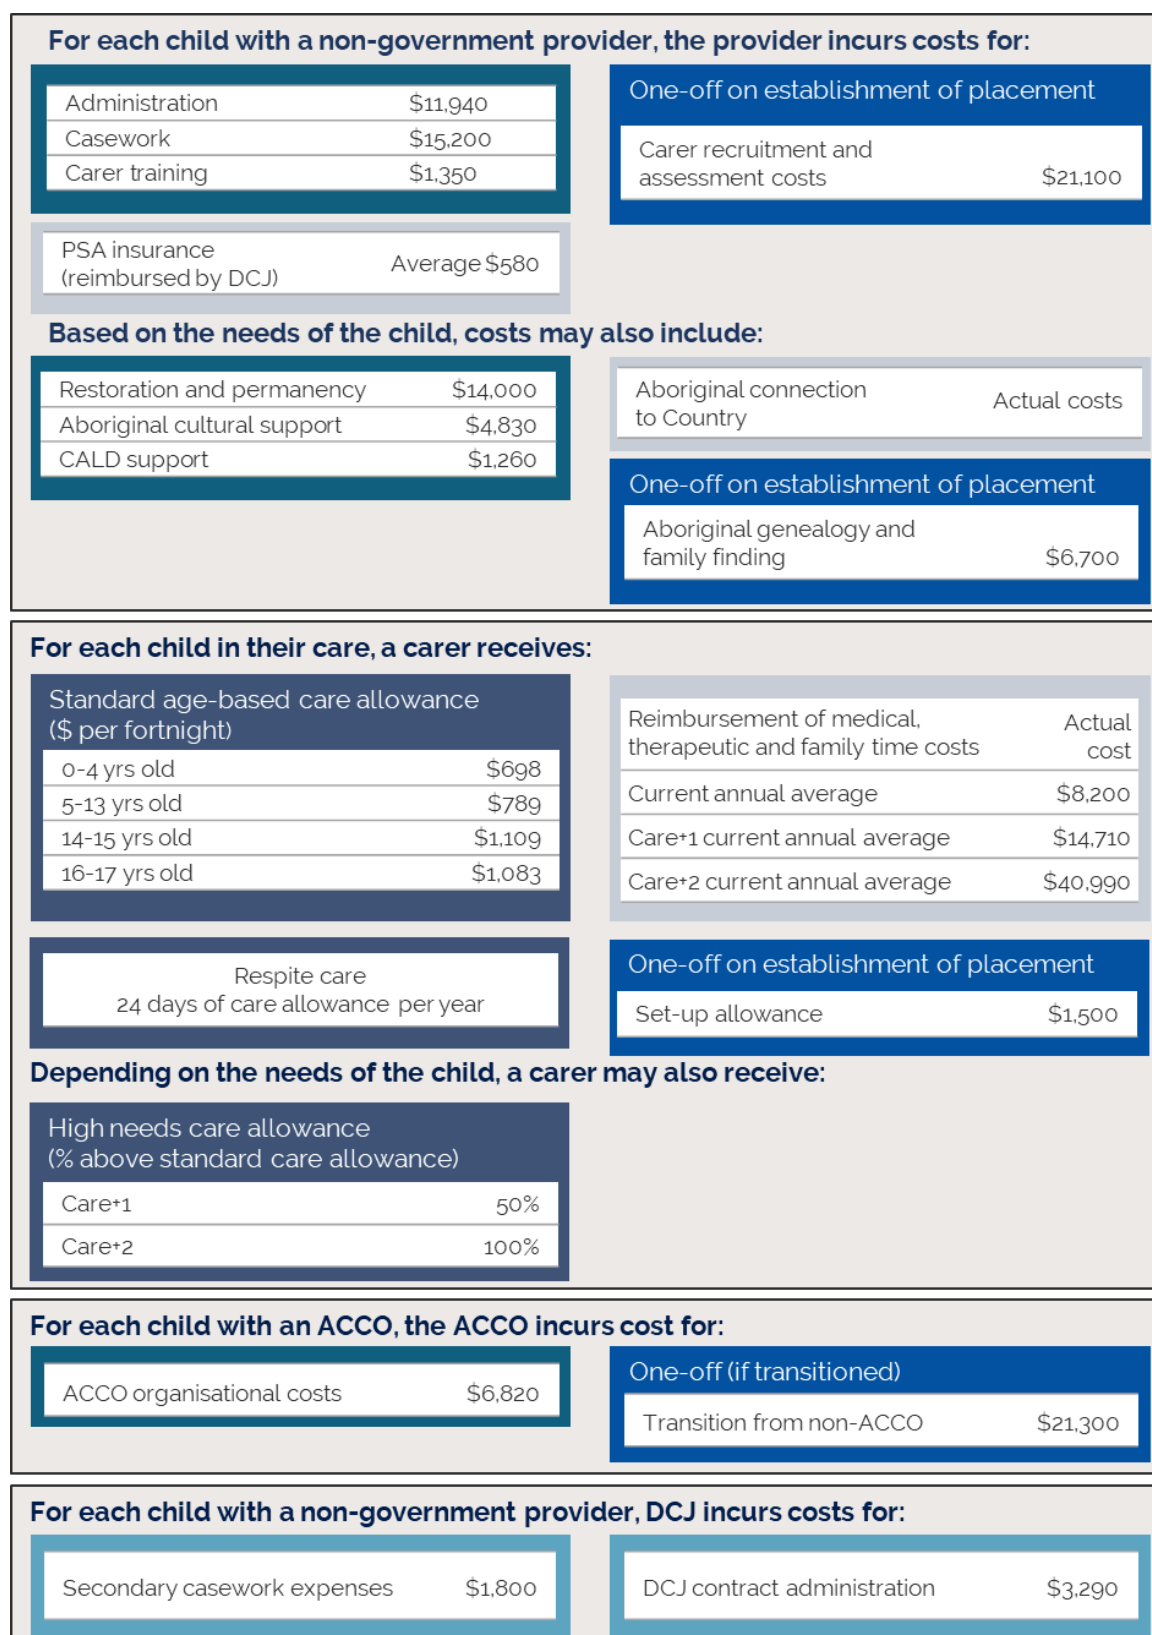 For each child with a non-government provider, the provider incurs costs for:
Administration $11,940
Casework $15,200
Carer training $1,350
One-off on establishment of placement
Carer recruitment and
assessment costs $21,100
PSA insurance
(reimbursed by DCJ) Average $580
Based on the needs of the child, costs may also include:
Restoration and permanency $14,000
Aboriginal cultural support $4,830
CALD support $1,260
Aboriginal connection
to Country Actual costs
One-off on establishment of placement
Aboriginal genealogy and
family finding $6,700
For each child in their care, a carer receives:
Standard age-based care allowance
($ per fortnight)
0-4 yrs old $698
5-13 yrs old $789
14-15 yrs old $1,109
16-17 yrs old $1,083
Reimbursement of medical, Actual
therapeutic and family time costs cost
Current annual average $8,200
Care+1 current annual average $14,710
Care+2 current annual average $40,990
Respite care
24 days of care allowance per year
One-off on establishment of placement
Set-up allowance $1,500
Depending on the needs of the child, a carer may also receive:
High needs care allowance
(% above standard care allowance)
Care+1 50%
Care+2 100%
For each child with an ACCO, the ACCO incurs cost for:
ACCO organisational costs $6,820
One-off (if transitioned)
Transition from non-ACCO $21,300
For each child with a non-government provider, DCJ incurs costs for:
Secondary casework expenses $1,800
DCJ contract administration $3,290